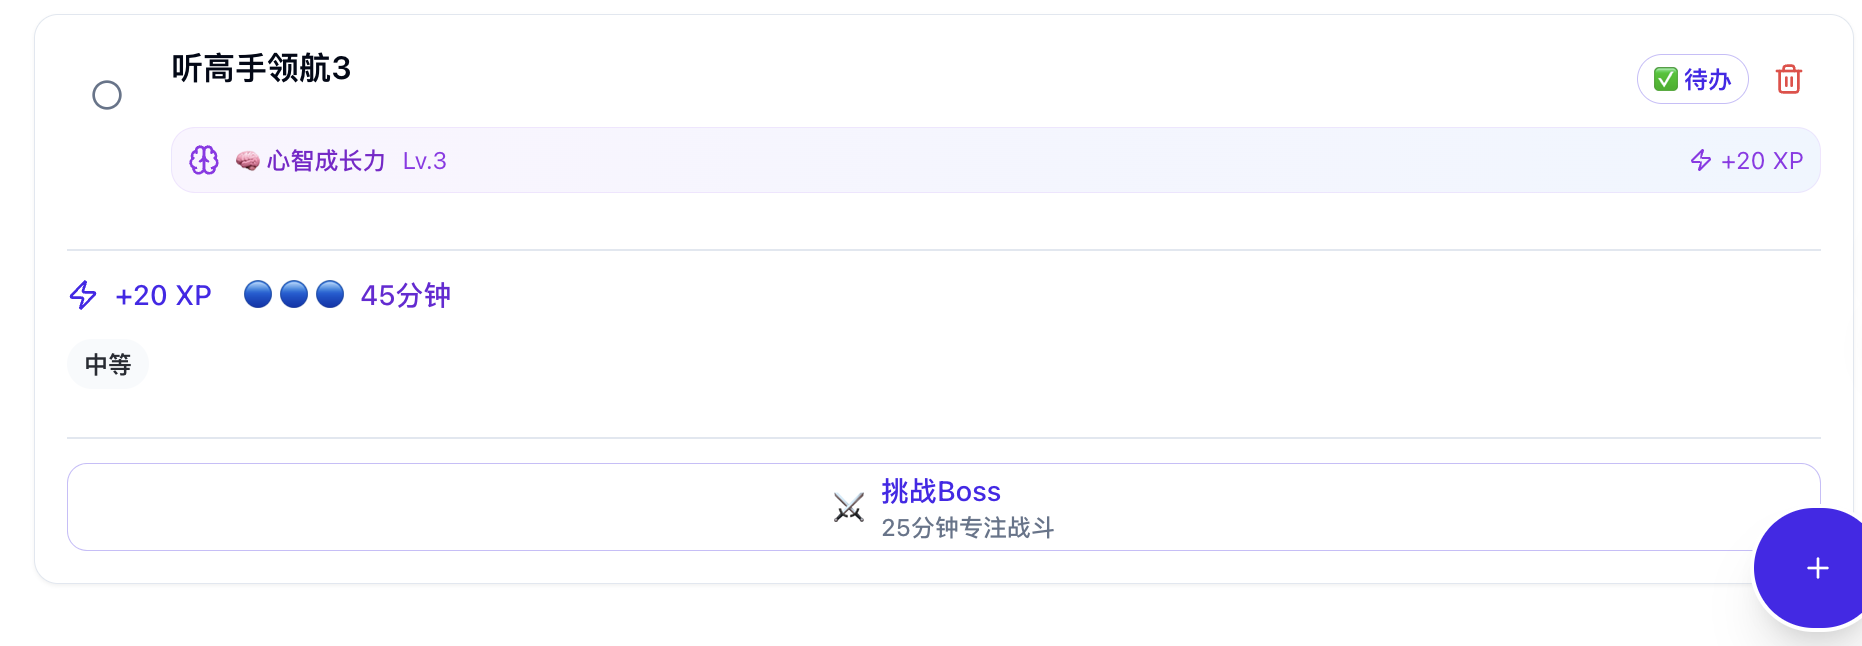 听高手领航3
✅ 待办
🧠 心智成长力 Lv.3
+20 XP
+20 XP 🔵🔵🔵 45分钟
中等
⚔️ 挑战Boss
25分钟专注战斗
+